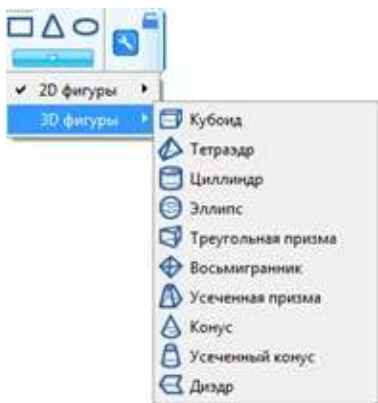 2D фигуры
3D фигуры
Кубоид
Тетраэдр
Циллиндр
Эллипс
Треугольная призма
Восьмигранник
Усеченная призма
Конус
Усеченный конус
Диэдр